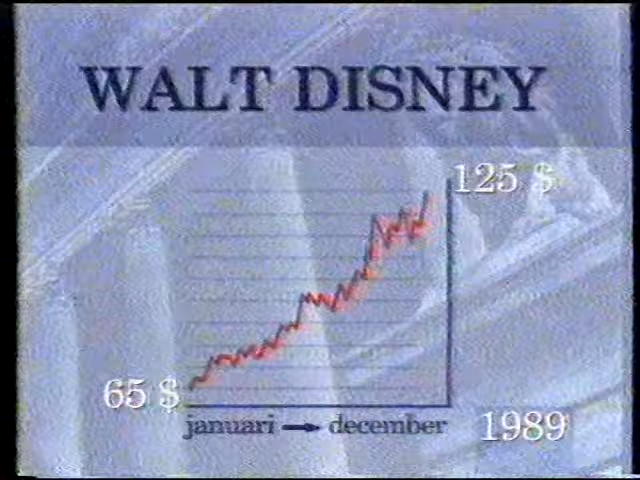 WALT DISNEY
125 $
65 $
januari → december
1989